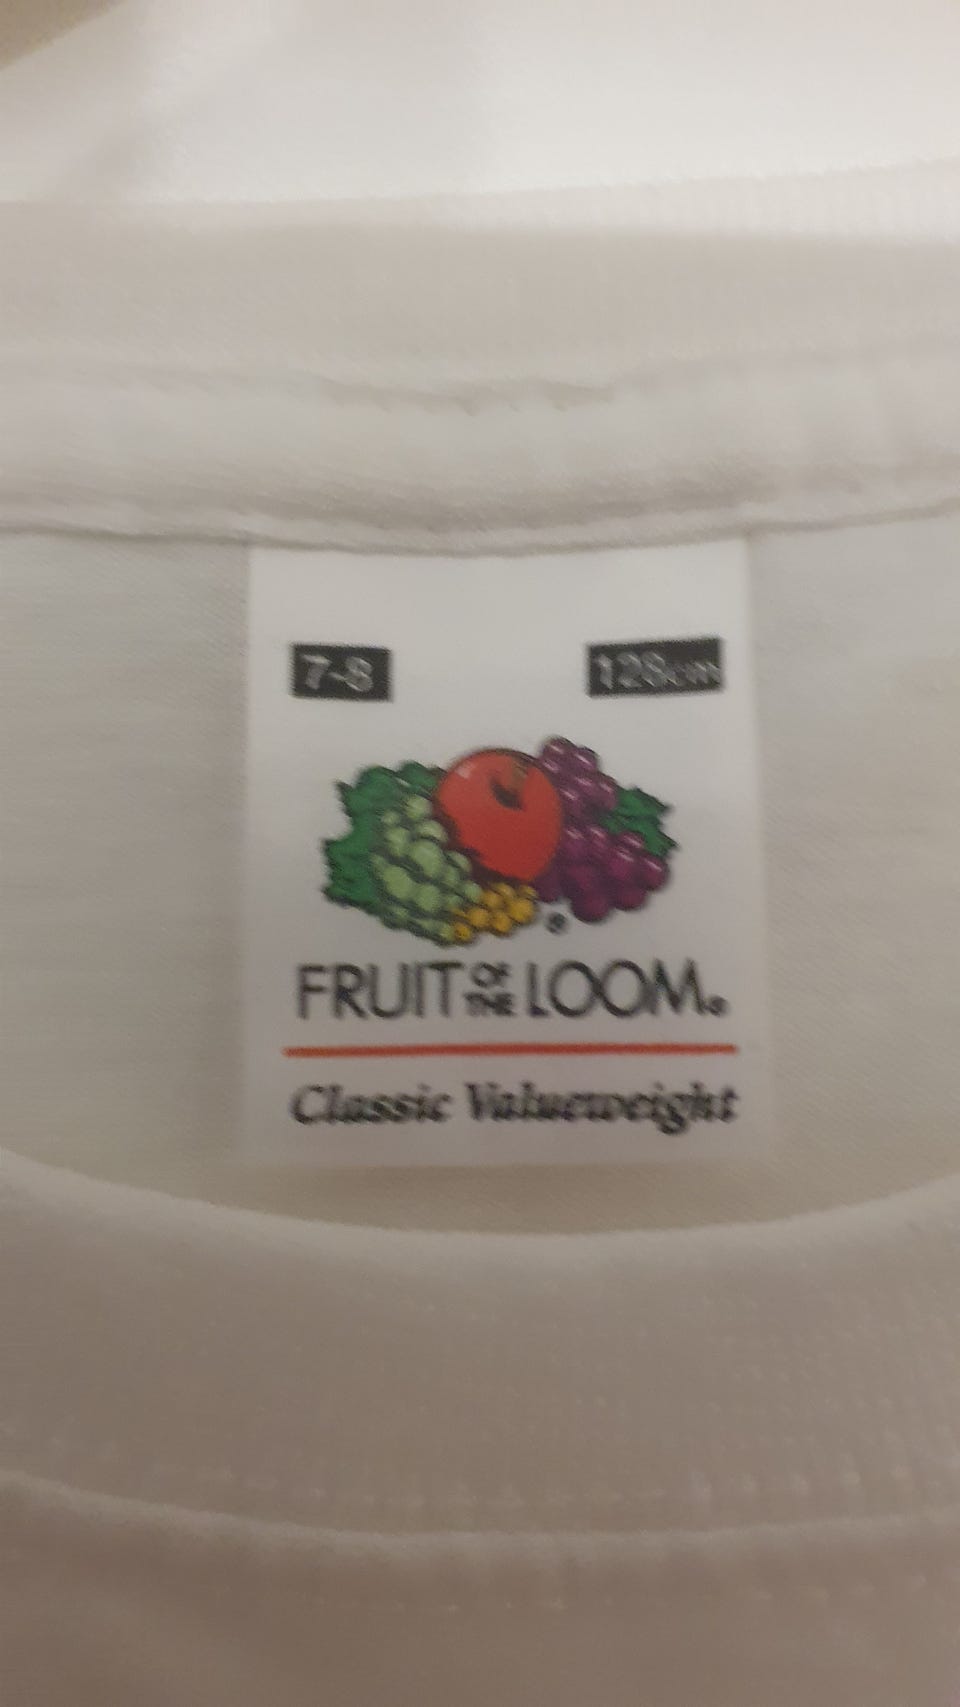 7-8 128cm
FRUIT OF THE LOOM®
Classic Valueweight